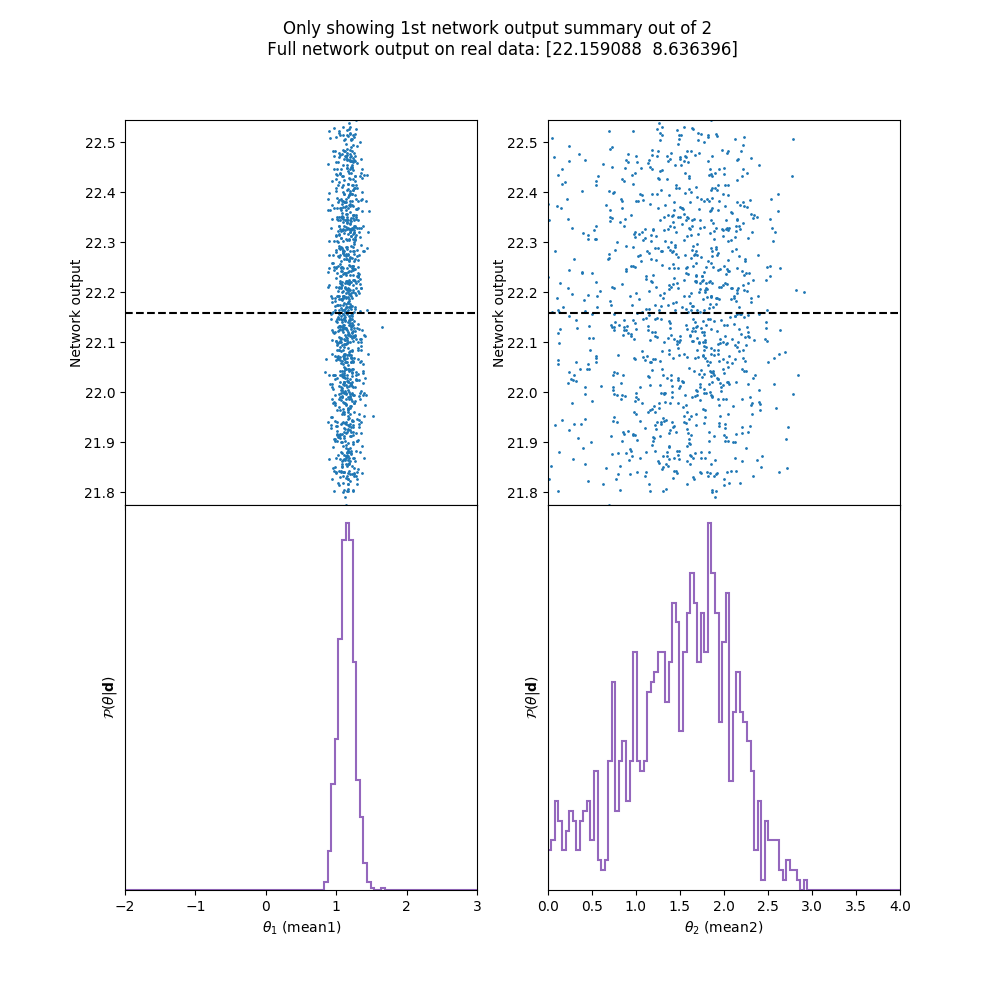 Only showing 1st network output summary out of 2
Full network output on real data: [22.159088 8.636396]
Network output
22.5
22.4
22.3
22.2
22.1
22.0
21.9
21.8
Network output
22.5
22.4
22.3
22.2
22.1
22.0
21.9
21.8
𝒫(θ|𝐝)
−2 −1 0 1 2 3
θ₁ (mean1)
𝒫(θ|𝐝)
0.0 0.5 1.0 1.5 2.0 2.5 3.0 3.5 4.0
θ₂ (mean2)